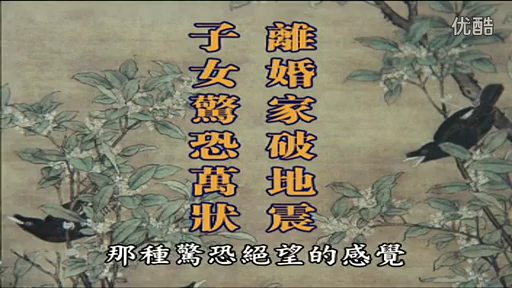 优酷
離婚家破地震
子女驚恐萬狀
那種驚恐絕望的感覺